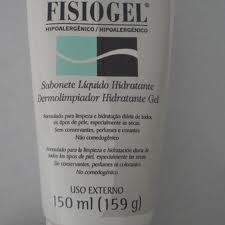 FISIOGEL®
HIPOALERGÊNICO / HIPOALERGÉNICO
Sabonete Líquido Hidratante
Dermolimpiador Hidratante Gel
Formulado para limpeza e hidratação diária de todos
os tipos de pele, especialmente as secas
Sem conservantes, perfumes e corantes
Não comedogênico
Formulado para la limpieza e hidratación diaria de todos
los tipos de piel, especialmente las secas.
Sin conservantes, perfumes ni colorantes
No Comedogénico
USO EXTERNO
150 ml (159 g)